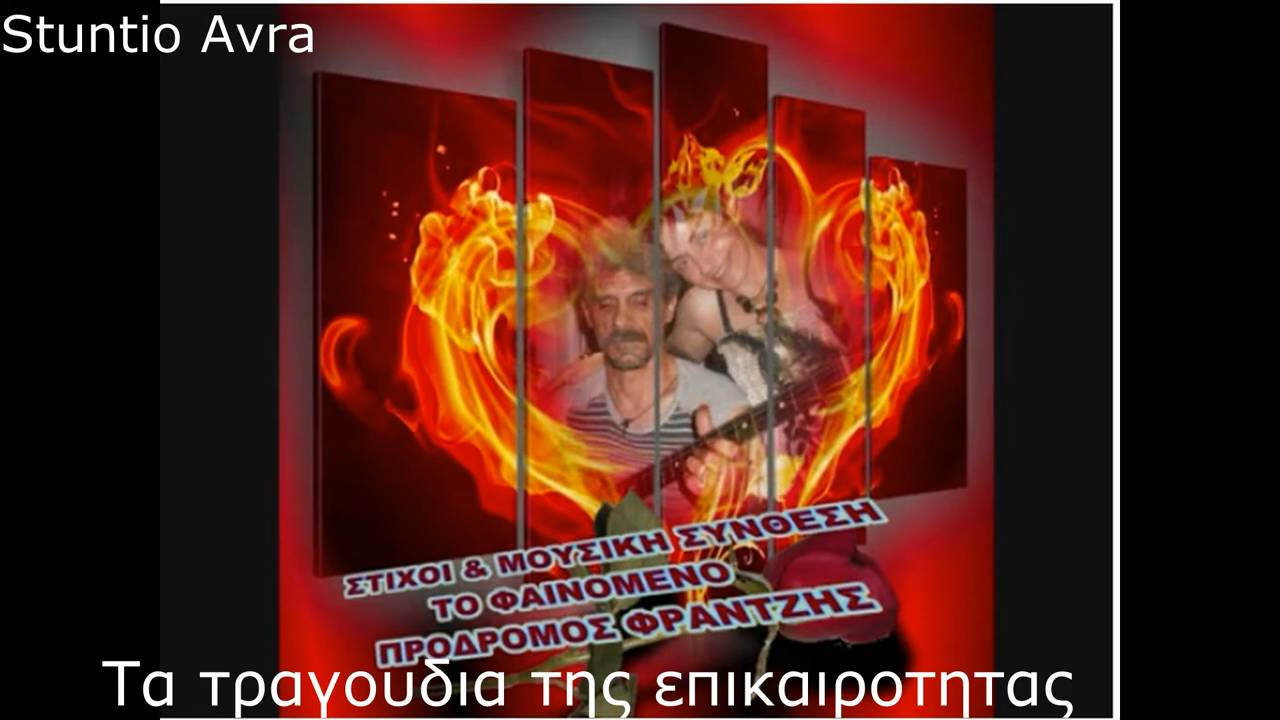 Stuntio Avra
ΣΤΙΧΟΙ & ΜΟΥΣΙΚΗ ΣΥΝΘΕΣΗ
ΤΟ ΦΑΙΝΟΜΕΝΟ
ΠΡΟΔΡΟΜΟΣ ΦΡΑΝΤΖΗΣ
Τα τραγουδια της επικαιροτητας